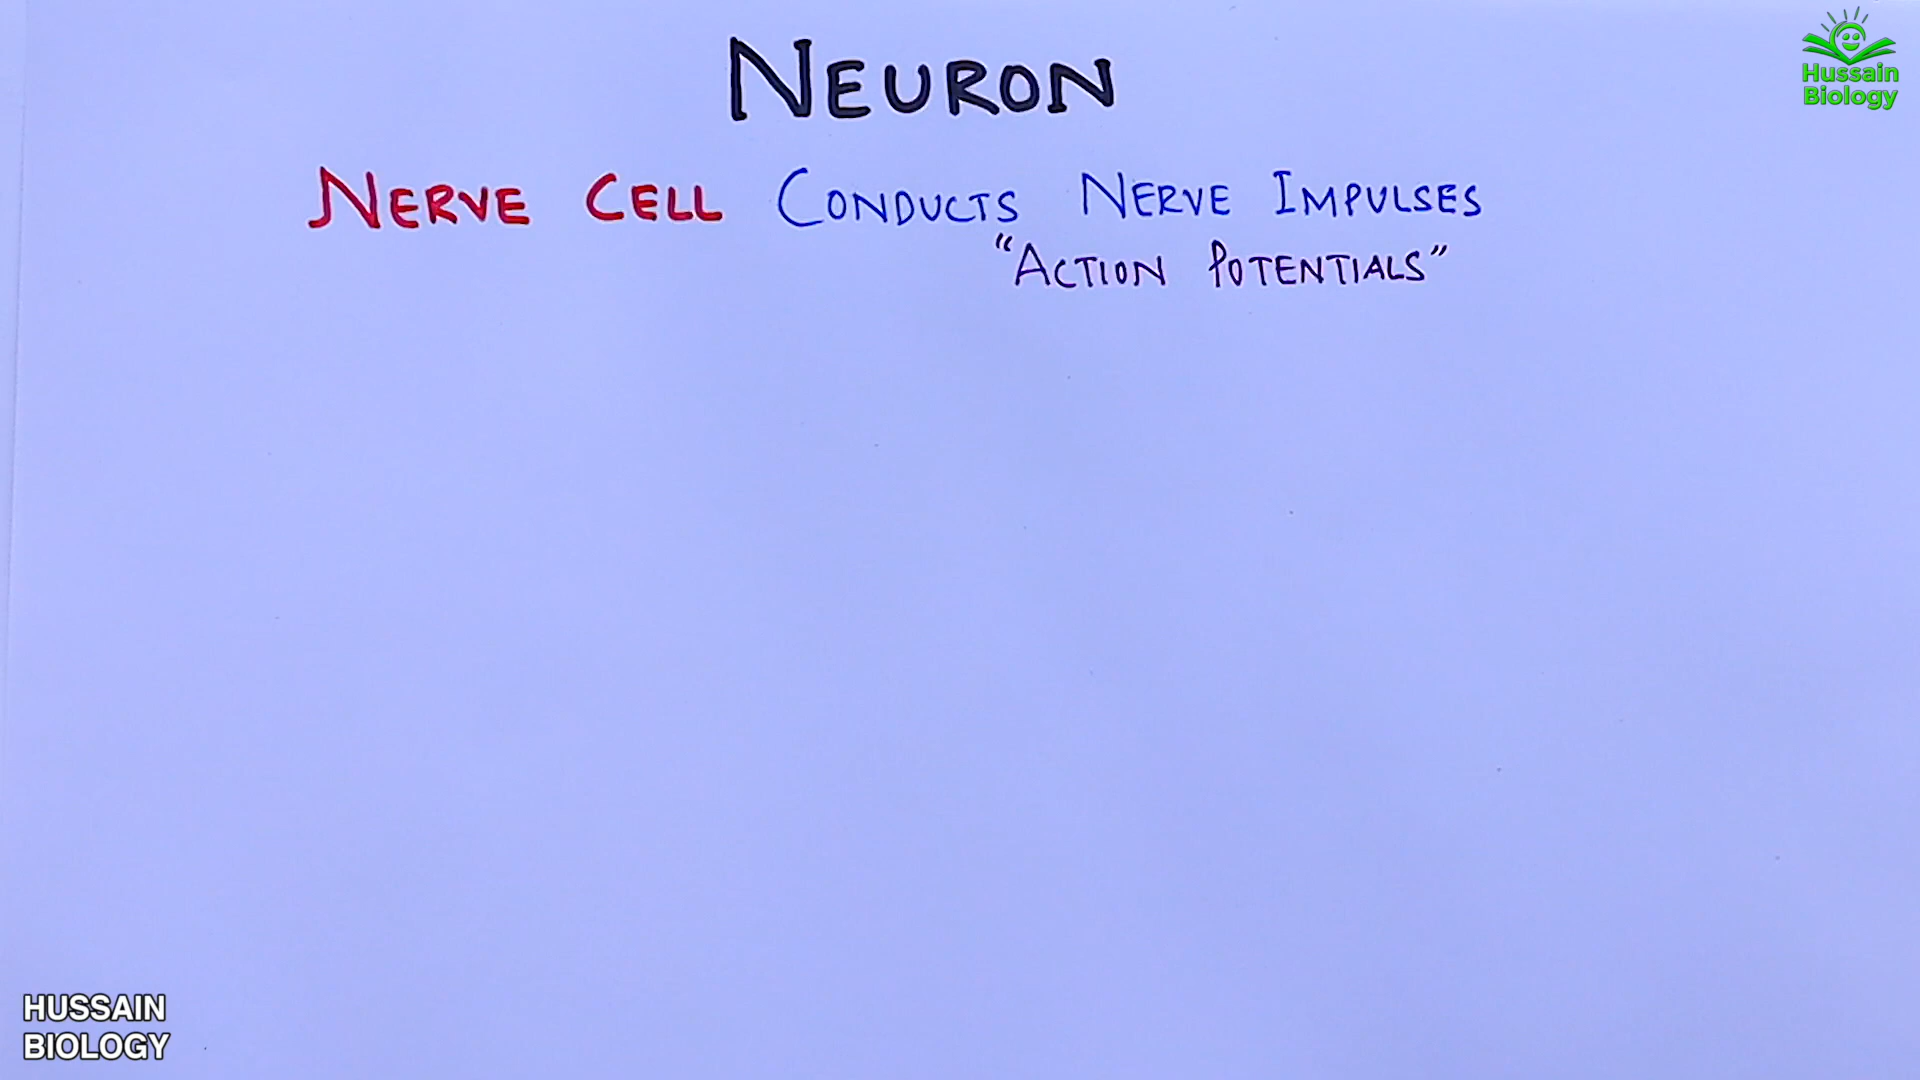 NEURON
Hussain
Biology
NERVE CELL CONDUCTS NERVE IMPULSES
"ACTION POTENTIALS"
HUSSAIN
BIOLOGY